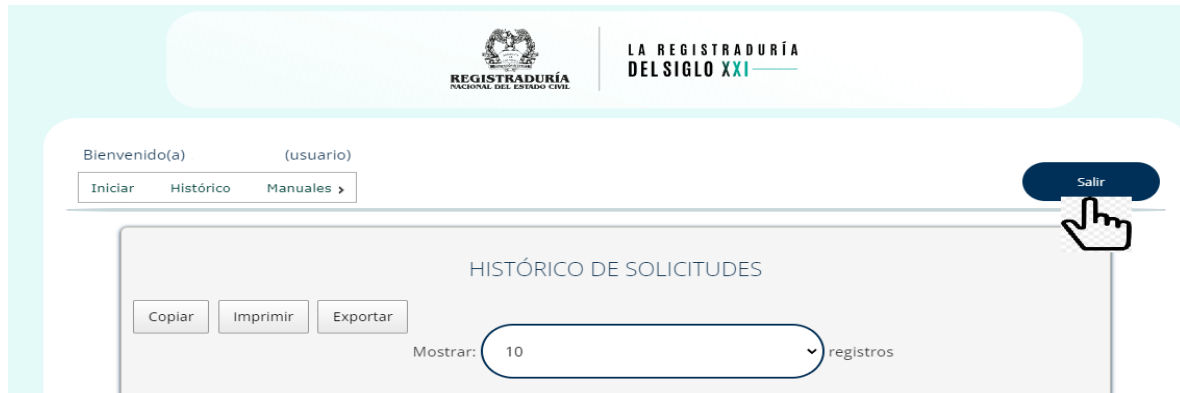 REGISTRADURÍA
NACIONAL DEL ESTADO CIVIL
LA REGISTRADURÍA
DEL SIGLO XXI
Bienvenido(a) (usuario)
Iniciar Histórico Manuales
Salir
HISTÓRICO DE SOLICITUDES
Copiar Imprimir Exportar
Mostrar: 10 registros